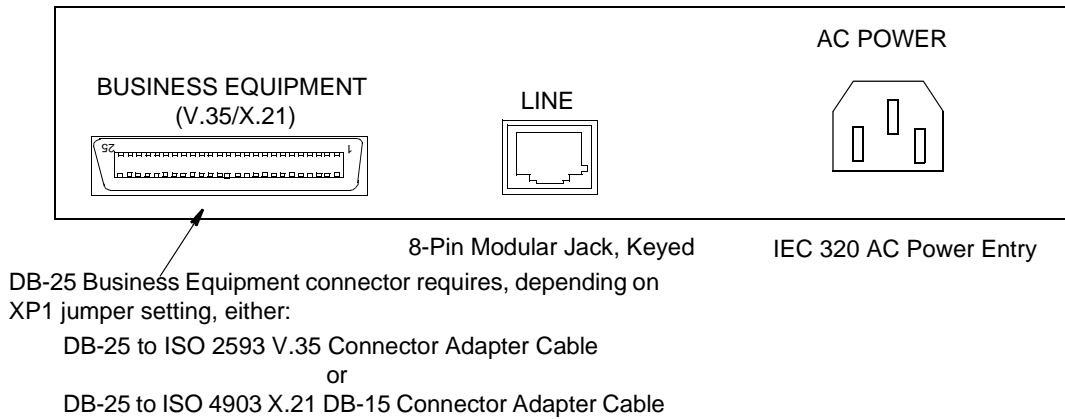 AC POWER
BUSINESS EQUIPMENT
(V.35/X.21)
LINE
25
1
8-Pin Modular Jack, Keyed
IEC 320 AC Power Entry
DB-25 Business Equipment connector requires, depending on
XP1 jumper setting, either:
DB-25 to ISO 2593 V.35 Connector Adapter Cable
or
DB-25 to ISO 4903 X.21 DB-15 Connector Adapter Cable